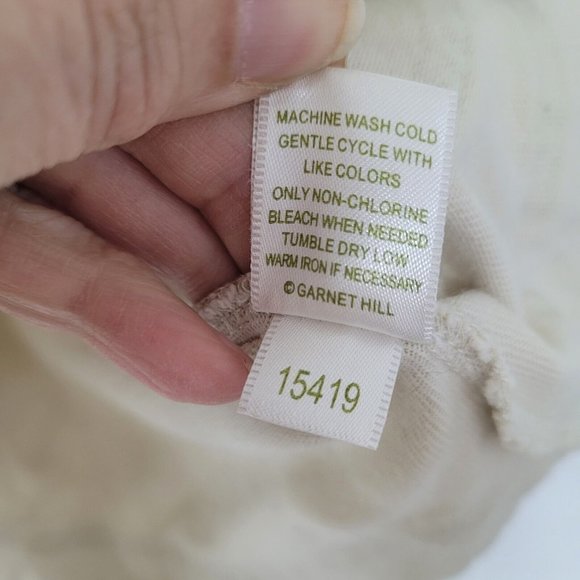 MACHINE WASH COLD
GENTLE CYCLE WITH
LIKE COLORS
ONLY NON-CHLORINE
BLEACH WHEN NEEDED
TUMBLE DRY LOW
WARM IRON IF NECESSARY
© GARNET HILL
15419